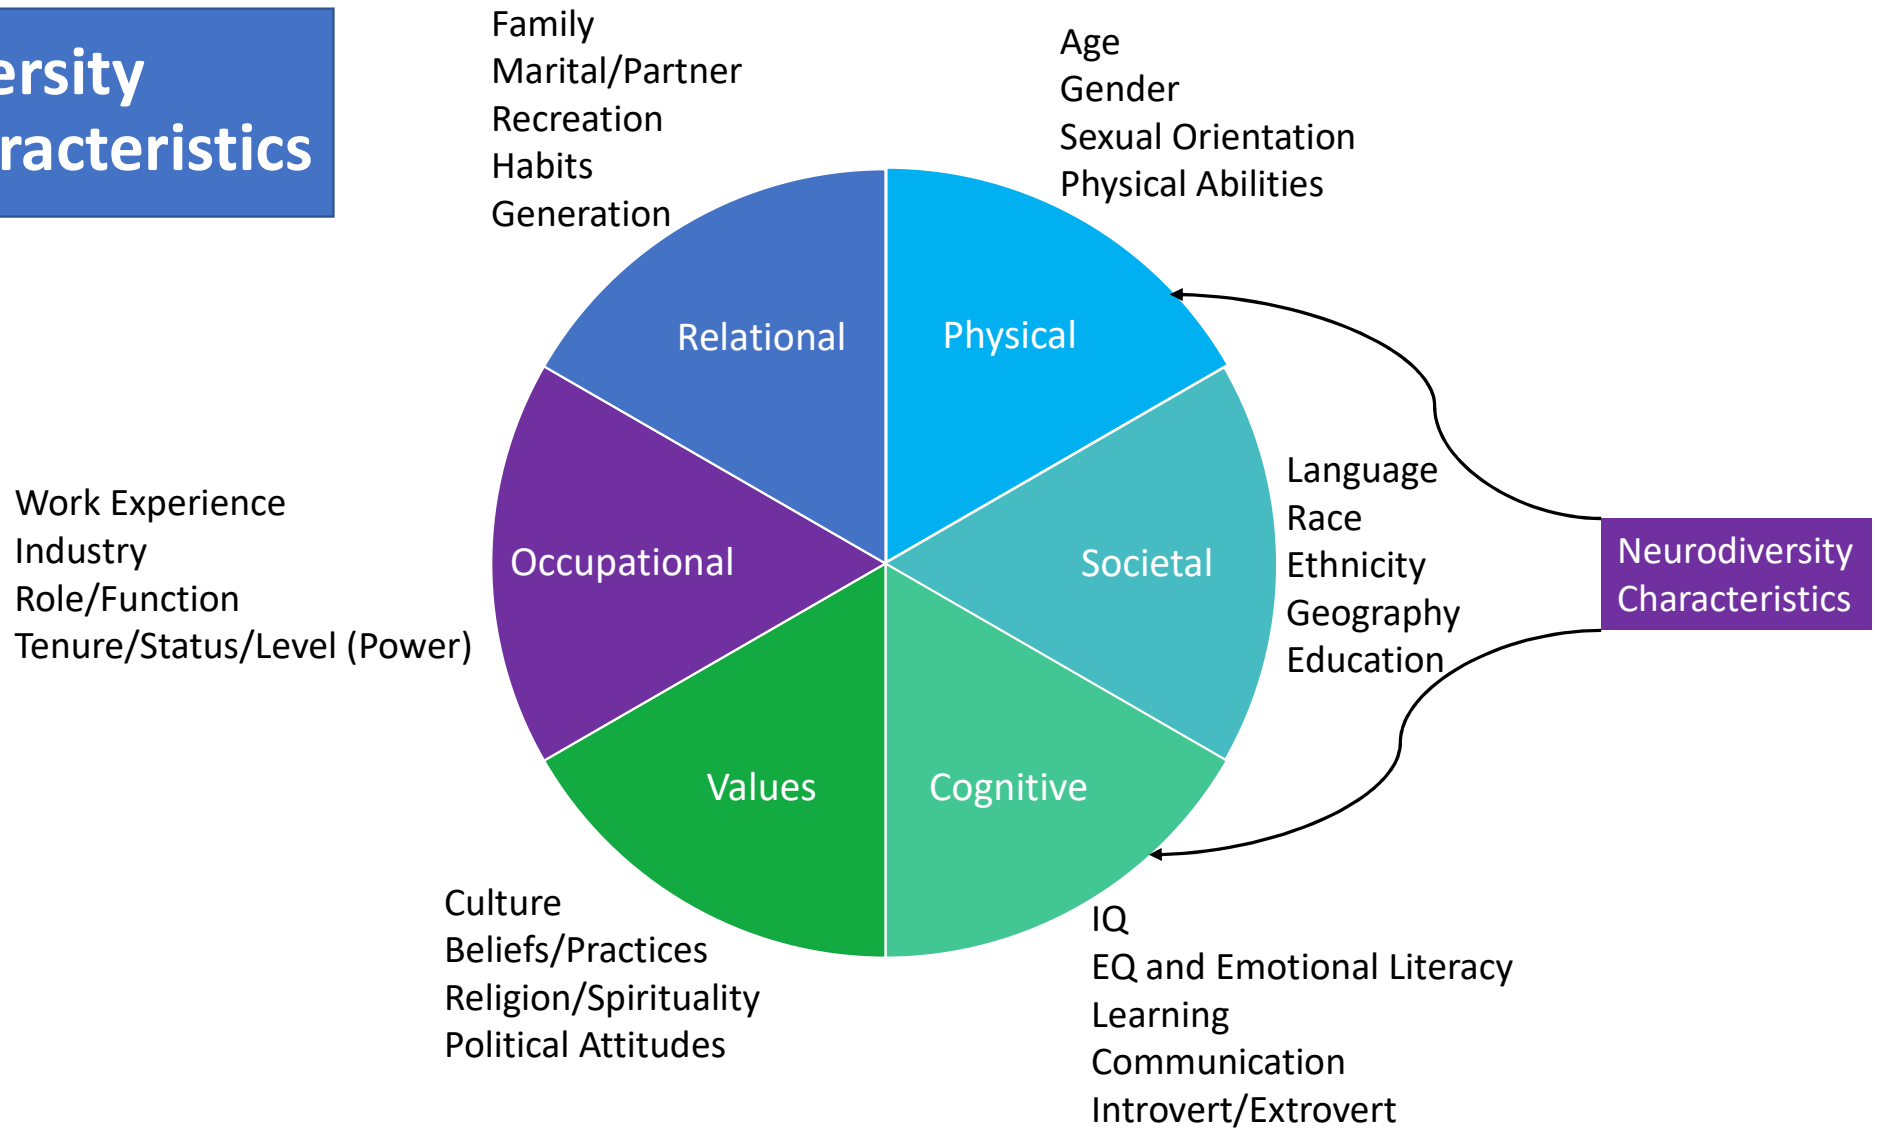 ersity
racteristics
Family
Marital/Partner
Recreation
Habits
Generation
Age
Gender
Sexual Orientation
Physical Abilities
Relational
Physical
Occupational
Societal
Values
Cognitive
Work Experience
Industry
Role/Function
Tenure/Status/Level (Power)
Language
Race
Ethnicity
Geography
Education
Neurodiversity
Characteristics
Culture
Beliefs/Practices
Religion/Spirituality
Political Attitudes
IQ
EQ and Emotional Literacy
Learning
Communication
Introvert/Extrovert